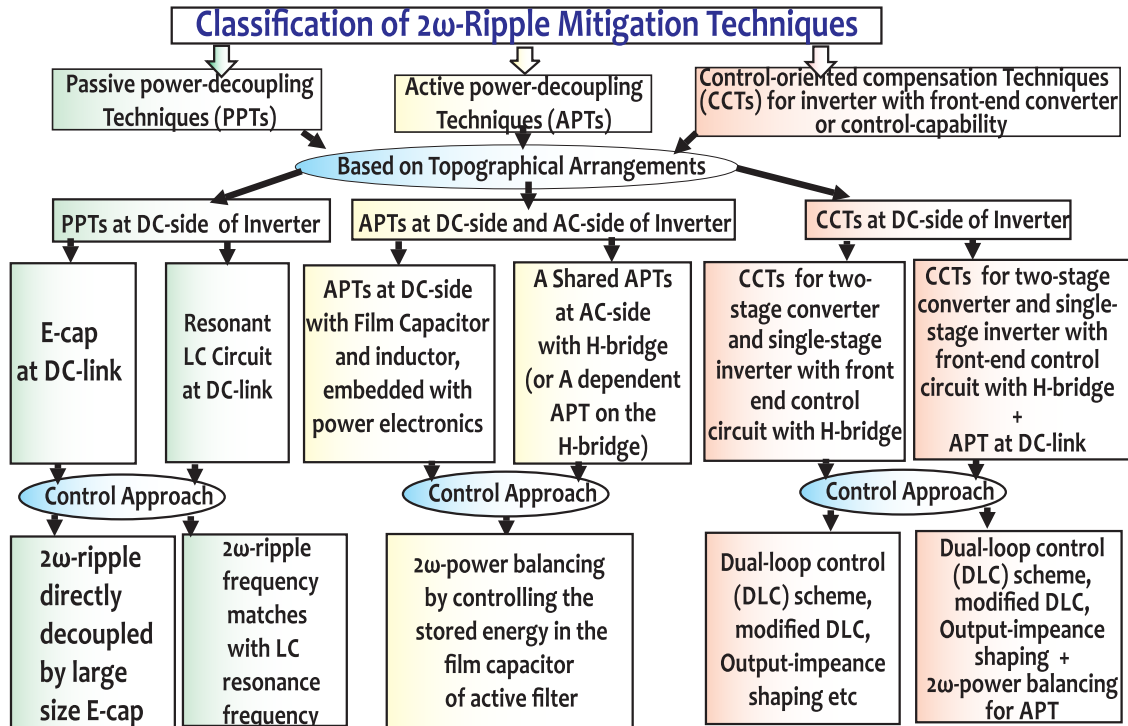 Classification of 2ω-Ripple Mitigation Techniques
Passive power-decoupling
Techniques (PPTs)
Active power-decoupling
Techniques (APTs)
Control-oriented compensation Techniques
(CCTs) for inverter with front-end converter
or control-capability
Based on Topographical Arrangements
PPTs at DC-side of Inverter
APTs at DC-side and AC-side of Inverter
CCTs at DC-side of Inverter
E-cap
at DC-link
Resonant
LC Circuit
at DC-link
APTs at DC-side
with Film Capacitor
and inductor,
embedded with
power electronics
A Shared APTs
at AC-side
with H-bridge
(or A dependent
APT on the
H-bridge)
CCTs for two-
stage converter
and single-stage
inverter with front
end control
circuit with H-bridge
CCTs for two-stage
converter and single-
stage inverter with
front-end control
circuit with H-bridge
+
APT at DC-link
Control Approach
Control Approach
Control Approach
2ω-ripple
directly
decoupled
by large
size E-cap
2ω-ripple
frequency
matches
with LC
resonance
frequency
2ω-power balancing
by controlling the
stored energy in the
film capacitor
of active filter
Dual-loop control
(DLC) scheme,
modified DLC,
Output-impeance
shaping etc
Dual-loop control
(DLC) scheme,
modified DLC,
Output-impeance
shaping +
2ω-power balancing
for APT